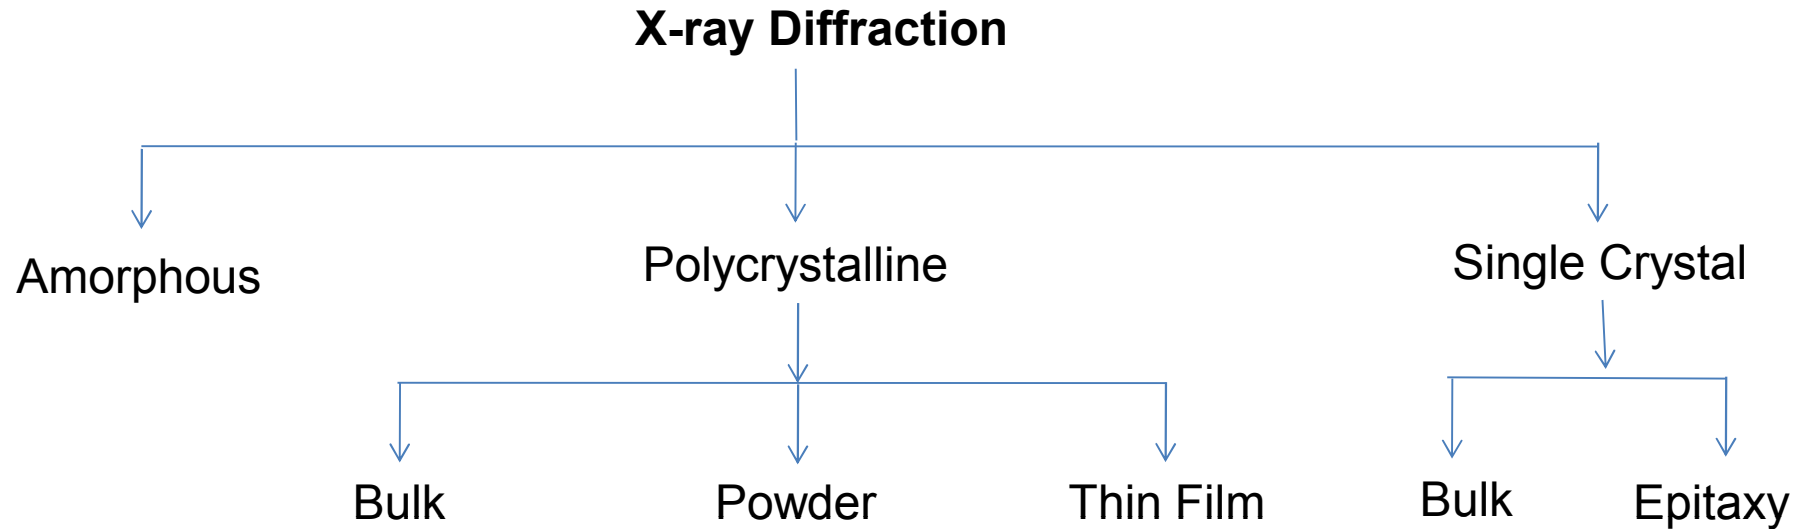 X-ray Diffraction
Amorphous
Polycrystalline
Single Crystal
Bulk
Powder
Thin Film
Bulk
Epitaxy